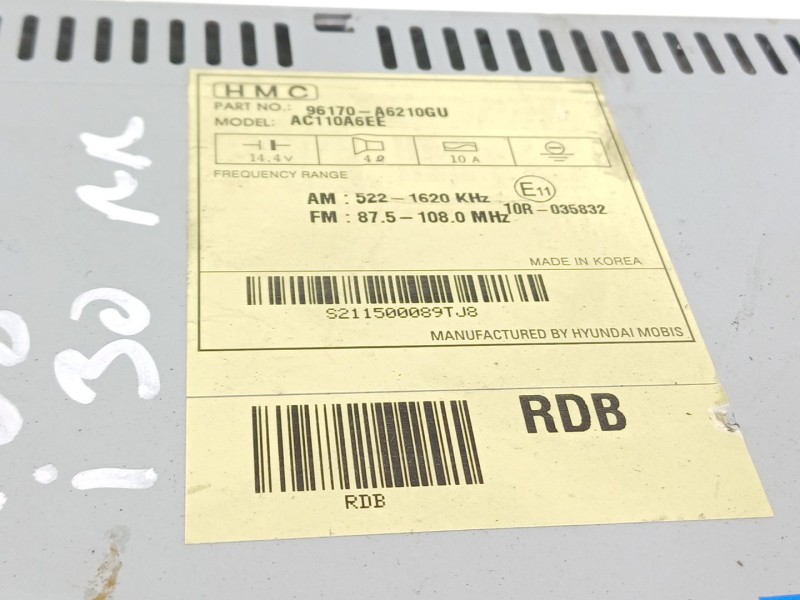 HMC
PART NO.: 96170-A6210GU
MODEL: AC110A6EE
14.4V 4Ω 10A
FREQUENCY RANGE
AM : 522-1620 KHz E11
FM : 87.5-108.0 MHz 10R-035832
MADE IN KOREA
S211500089TJ8
MANUFACTURED BY HYUNDAI MOBIS
RDB
RDB
i30